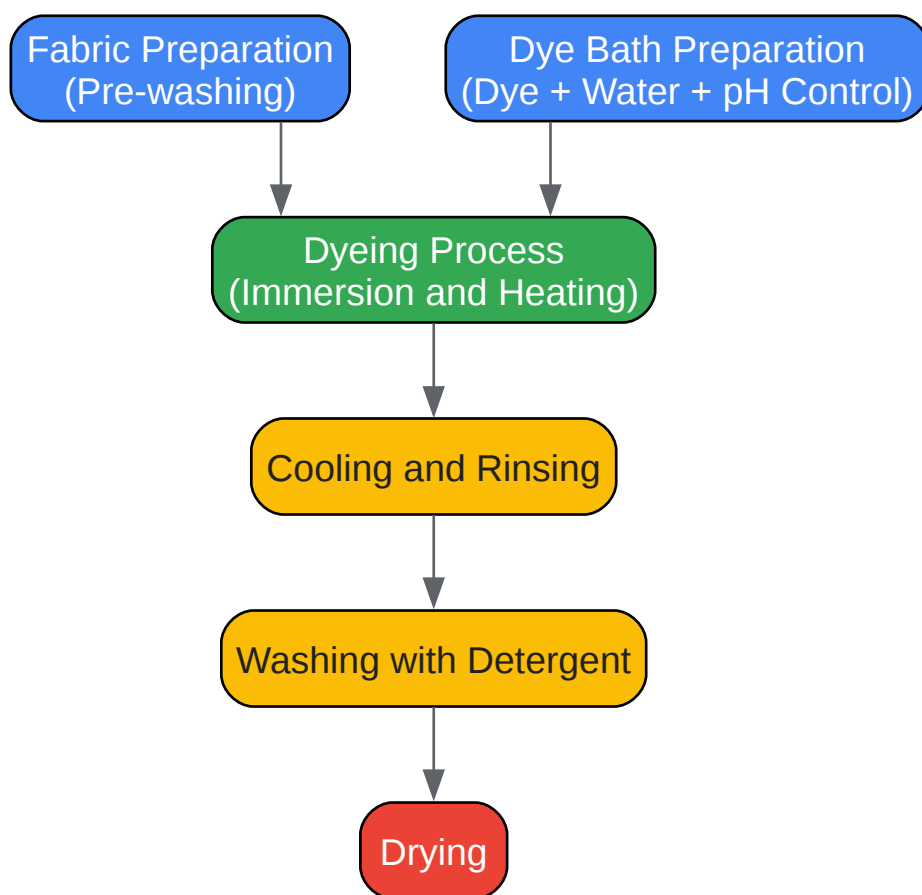 Fabric Preparation
(Pre-washing)
Dye Bath Preparation
(Dye + Water + pH Control)
Dyeing Process
(Immersion and Heating)
Cooling and Rinsing
Washing with Detergent
Drying